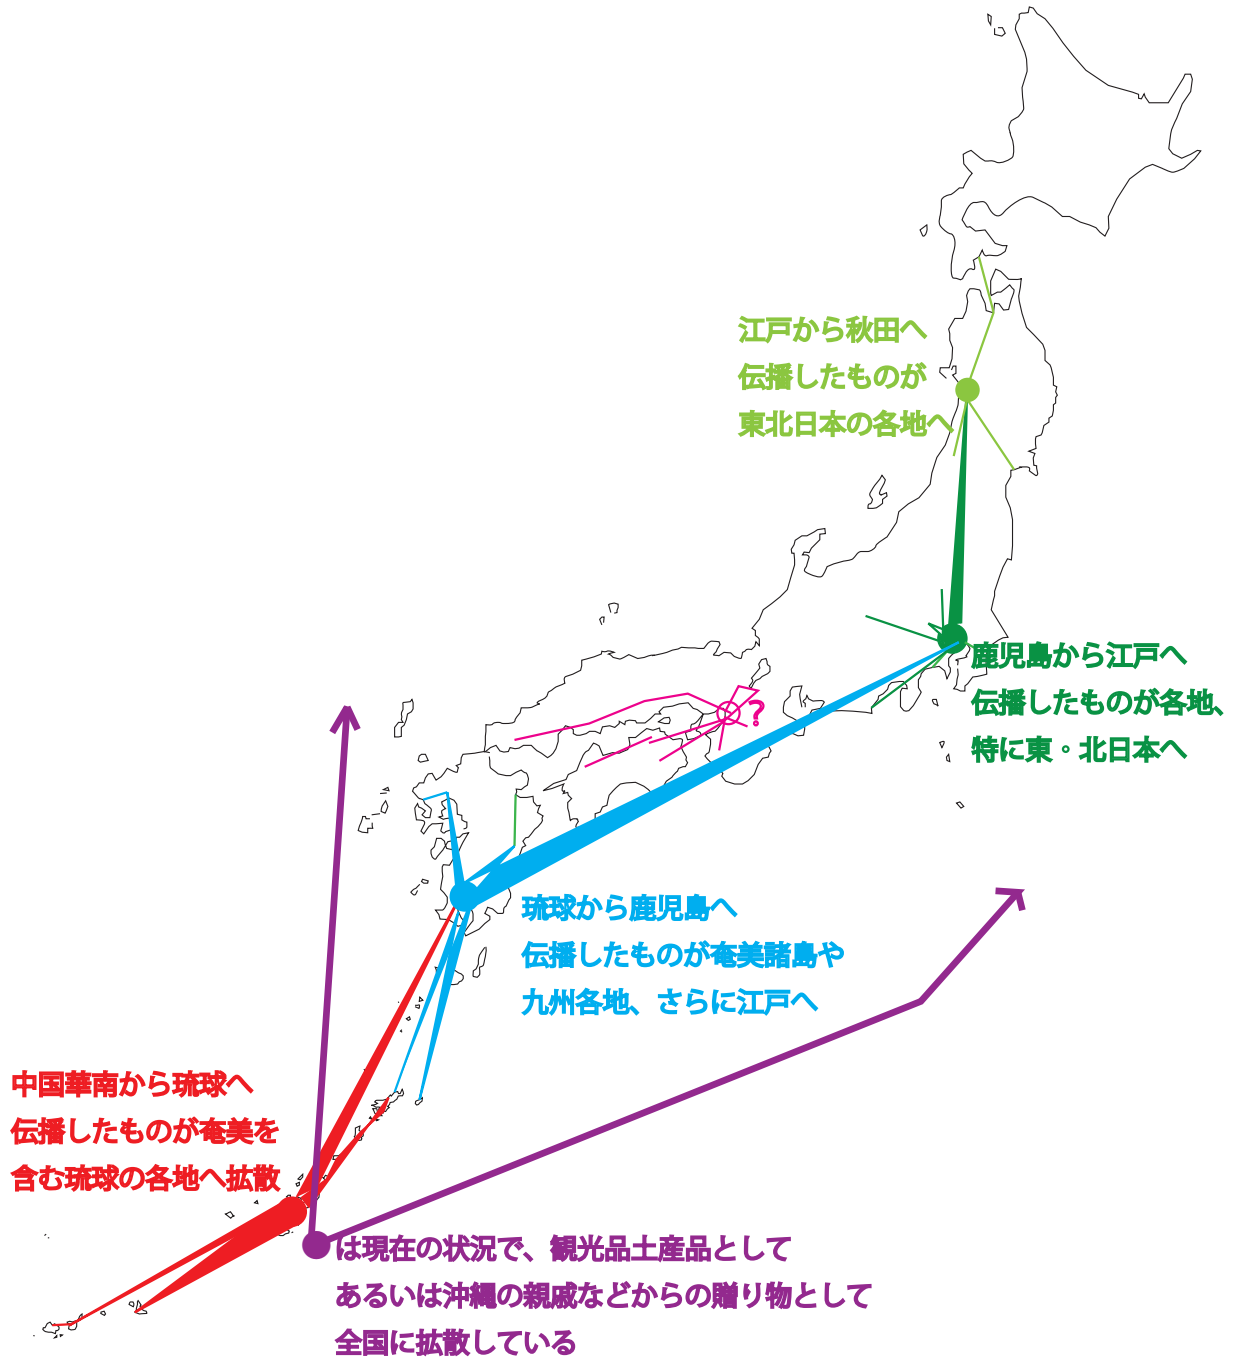 江戸から秋田へ
伝播したものが
東北日本の各地へ
鹿児島から江戸へ
伝播したものが各地、
特に東・北日本へ
?
琉球から鹿児島へ
伝播したものが奄美諸島や
九州各地、さらに江戸へ
中国華南から琉球へ
伝播したものが奄美を
含む琉球の各地へ拡散
は現在の状況で、観光品土産品として
あるいは沖縄の親戚などからの贈り物として
全国に拡散している